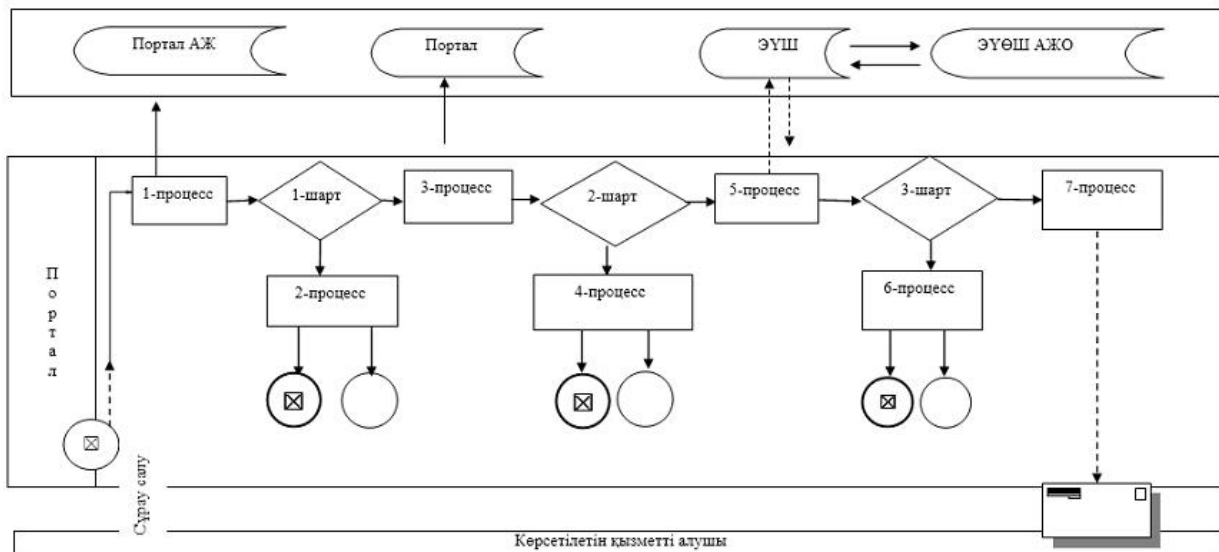 Портал АЖ
Портал
ЭҮШ
ЭҮӨШ АЖО
1-процесс
1-шарт
3-процесс
2-шарт
5-процесс
3-шарт
7-процесс
Портал
2-процесс
4-процесс
6-процесс
Сұрау салу
Көрсетілетін қызметті алушы